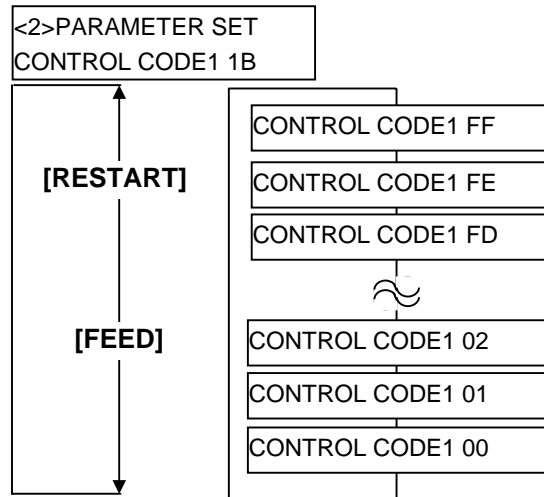 <2>PARAMETER SET
CONTROL CODE1 1B
CONTROL CODE1 FF
[RESTART]
CONTROL CODE1 FE
CONTROL CODE1 FD
[FEED]
CONTROL CODE1 02
CONTROL CODE1 01
CONTROL CODE1 00